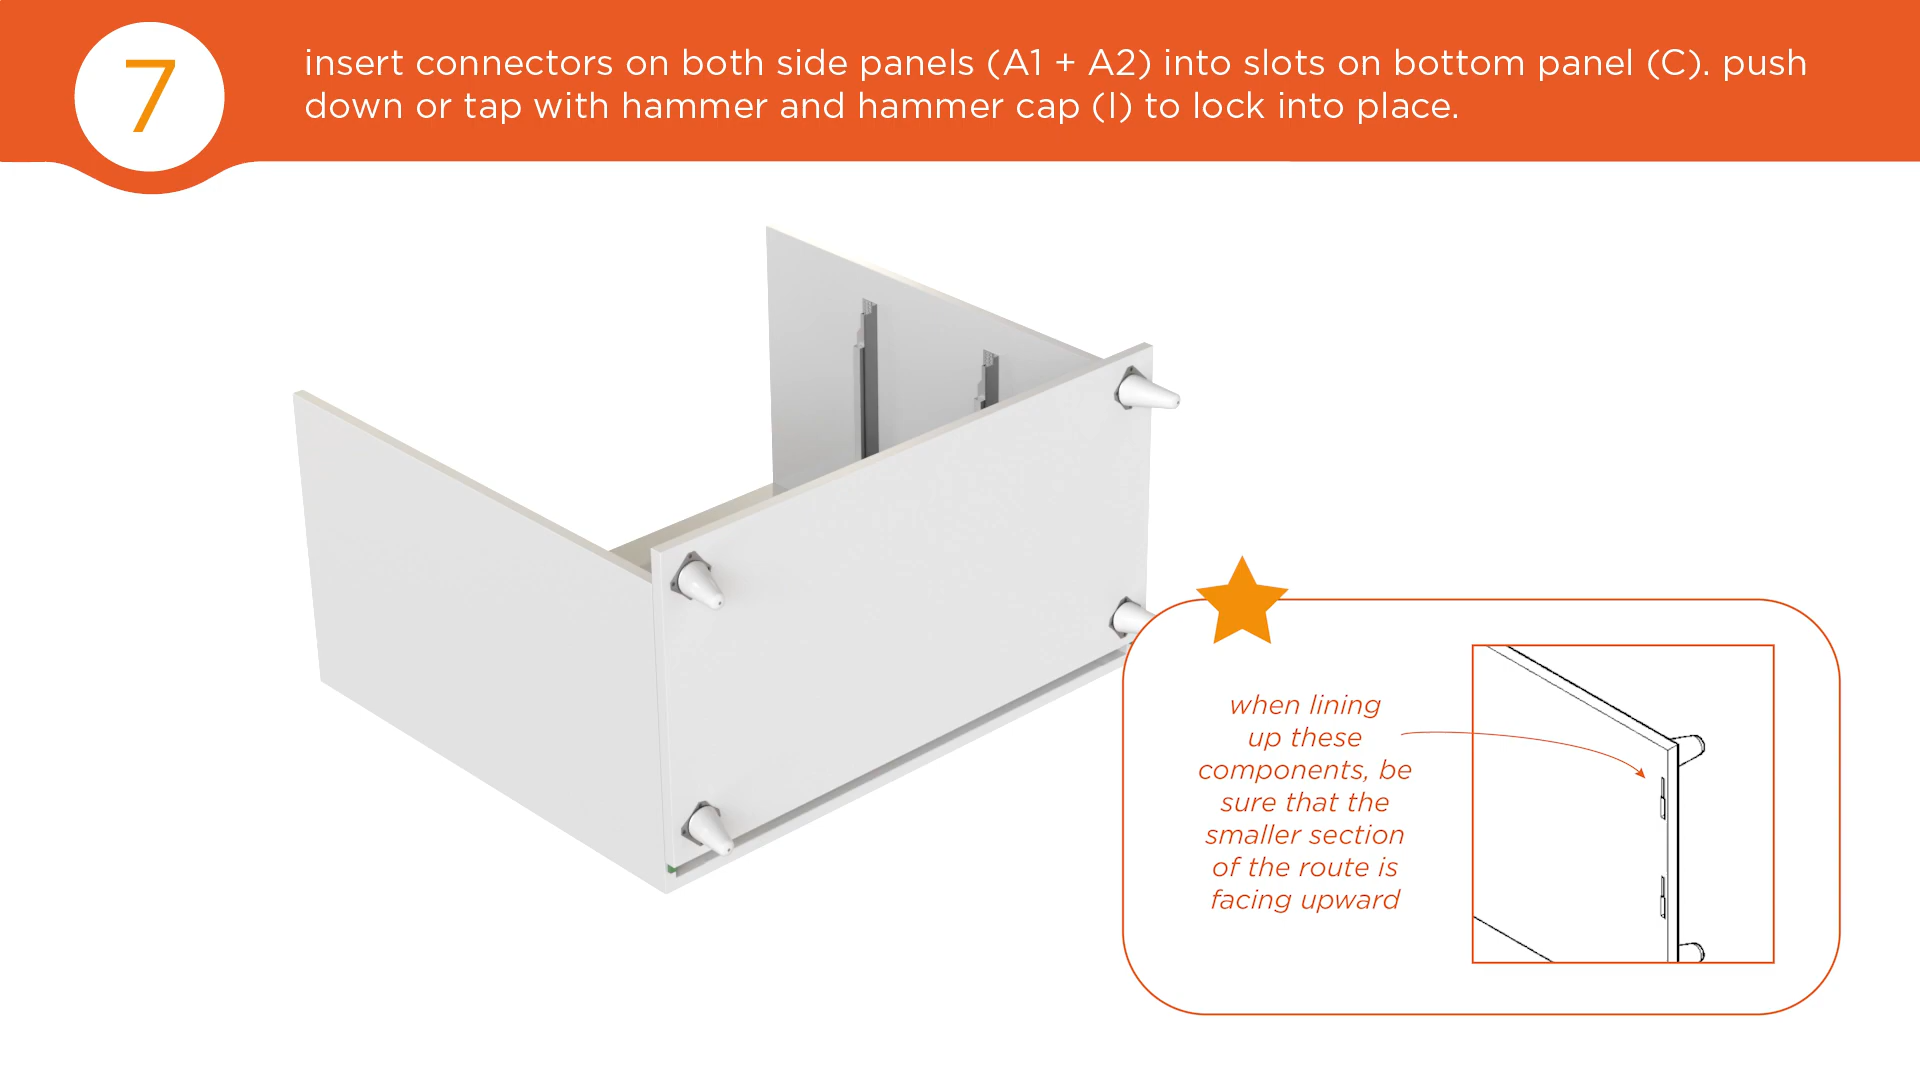 7
insert connectors on both side panels (A1 + A2) into slots on bottom panel (C). push
down or tap with hammer and hammer cap (I) to lock into place.
when lining
up these
components, be
sure that the
smaller section
of the route is
facing upward